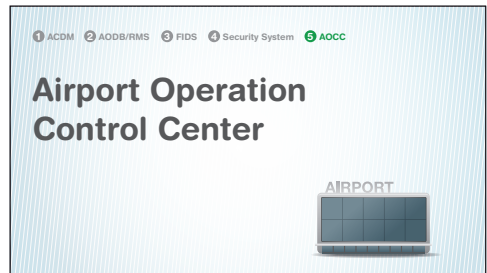 1 ACDM 2 AODB/RMS 3 FIDS 4 Security System 5 AOCC
Airport Operation
Control Center
AIRPORT